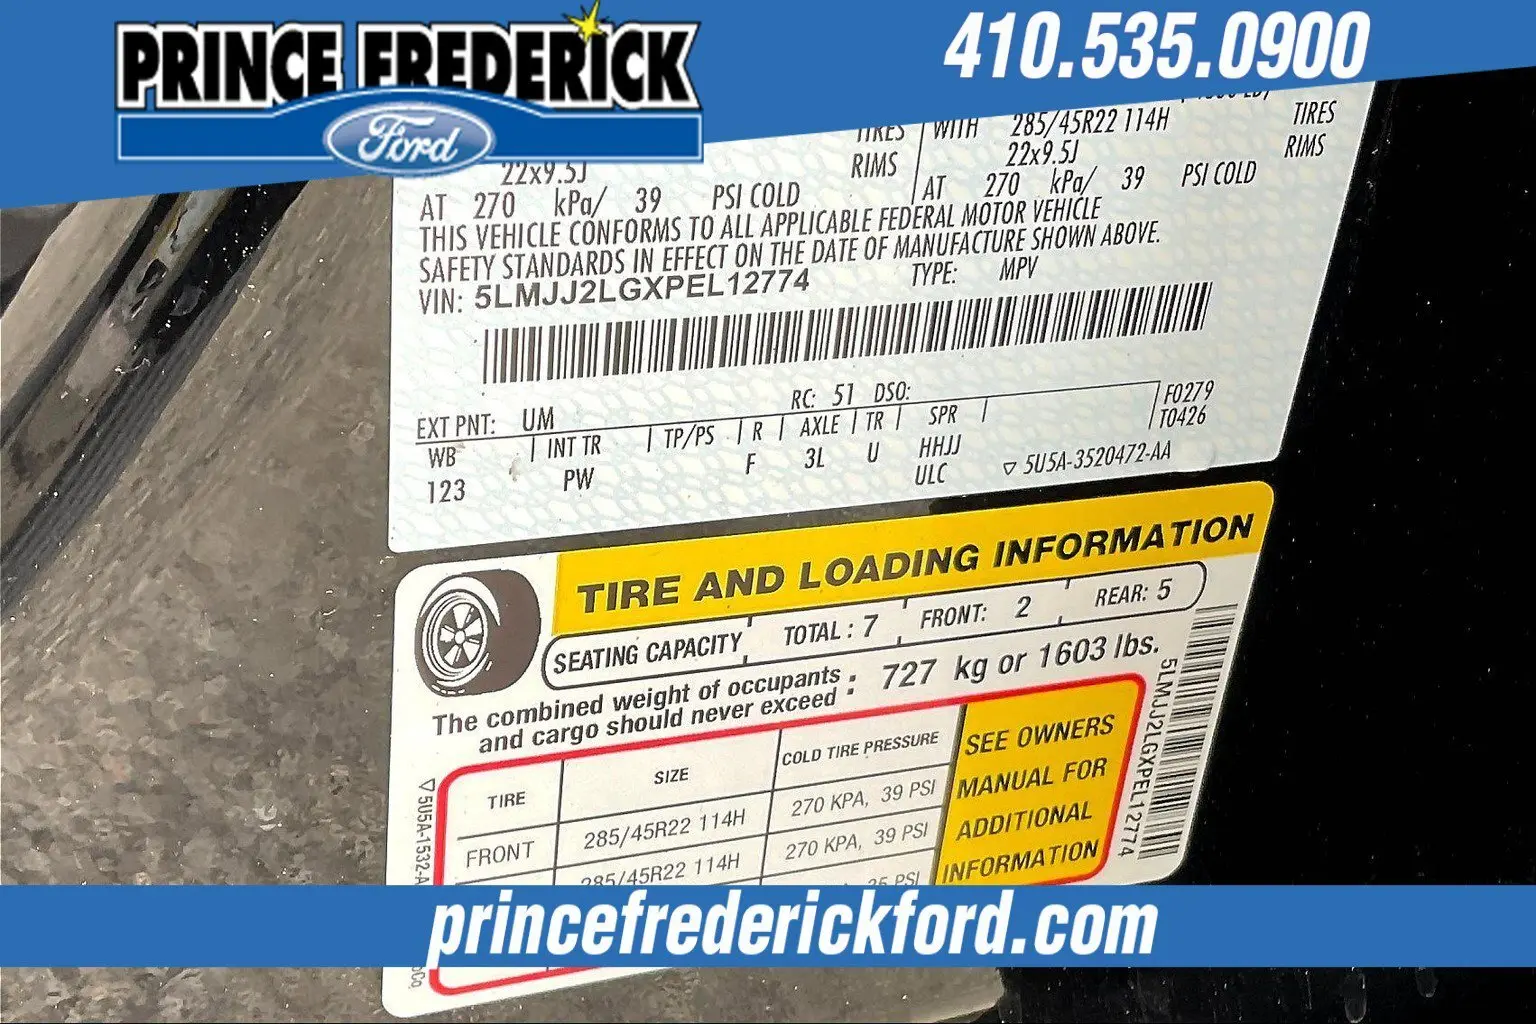 PRINCE FREDERICK
Ford
410.535.0900
TIRES WITH 285/45R22 114H TIRES
22x9.5J RIMS 22x9.5J RIMS
AT 270 kPa/ 39 PSI COLD AT 270 kPa/ 39 PSI COLD
THIS VEHICLE CONFORMS TO ALL APPLICABLE FEDERAL MOTOR VEHICLE
SAFETY STANDARDS IN EFFECT ON THE DATE OF MANUFACTURE SHOWN ABOVE.
VIN: 5LMJJ2LGXPEL12774 TYPE: MPV
EXT PNT: UM RC: 51 DSO: F0279
WB INT TR TP/PS R AXLE TR SPR T0426
123 PW F 3L U HHJJ
ULC ▽ 5U5A-3520472-AA
TIRE AND LOADING INFORMATION
SEATING CAPACITY TOTAL : 7 FRONT: 2 REAR: 5
The combined weight of occupants
and cargo should never exceed : 727 kg or 1603 lbs.
TIRE SIZE COLD TIRE PRESSURE
FRONT 285/45R22 114H 270 KPA, 39 PSI
285/45R22 114H 270 KPA, 39 PSI
PSI
SEE OWNERS
MANUAL FOR
ADDITIONAL
INFORMATION
5LMJJ2LGXPEL12774
▽ 5U5A-1532-A
princefrederickford.com